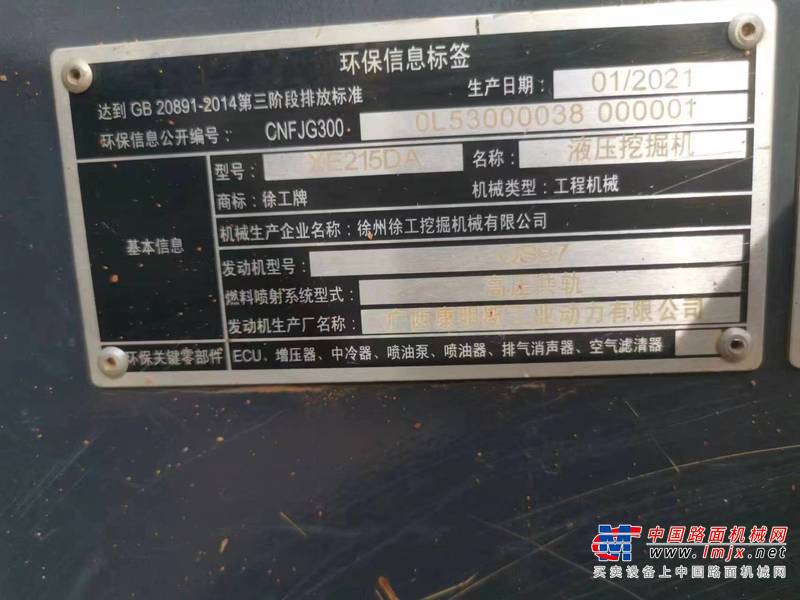 环保信息标签
达到 GB 20891-2014第三阶段排放标准 生产日期: 01/2021
环保信息公开编号: CNFJG300 0L53000038 000001
基本信息
型号: XE215DA 名称: 液压挖掘机
商标: 徐工牌 机械类型: 工程机械
机械生产企业名称: 徐州徐工挖掘机械有限公司
发动机型号:
燃料喷射系统型式: 高压共轨
发动机生产厂名称: 广西康明斯工业动力有限公司
环保关键零部件 ECU、增压器、中冷器、喷油泵、喷油器、排气消声器、空气滤清器
中国路面机械网
www.lmjx.net
买卖设备上中国路面机械网